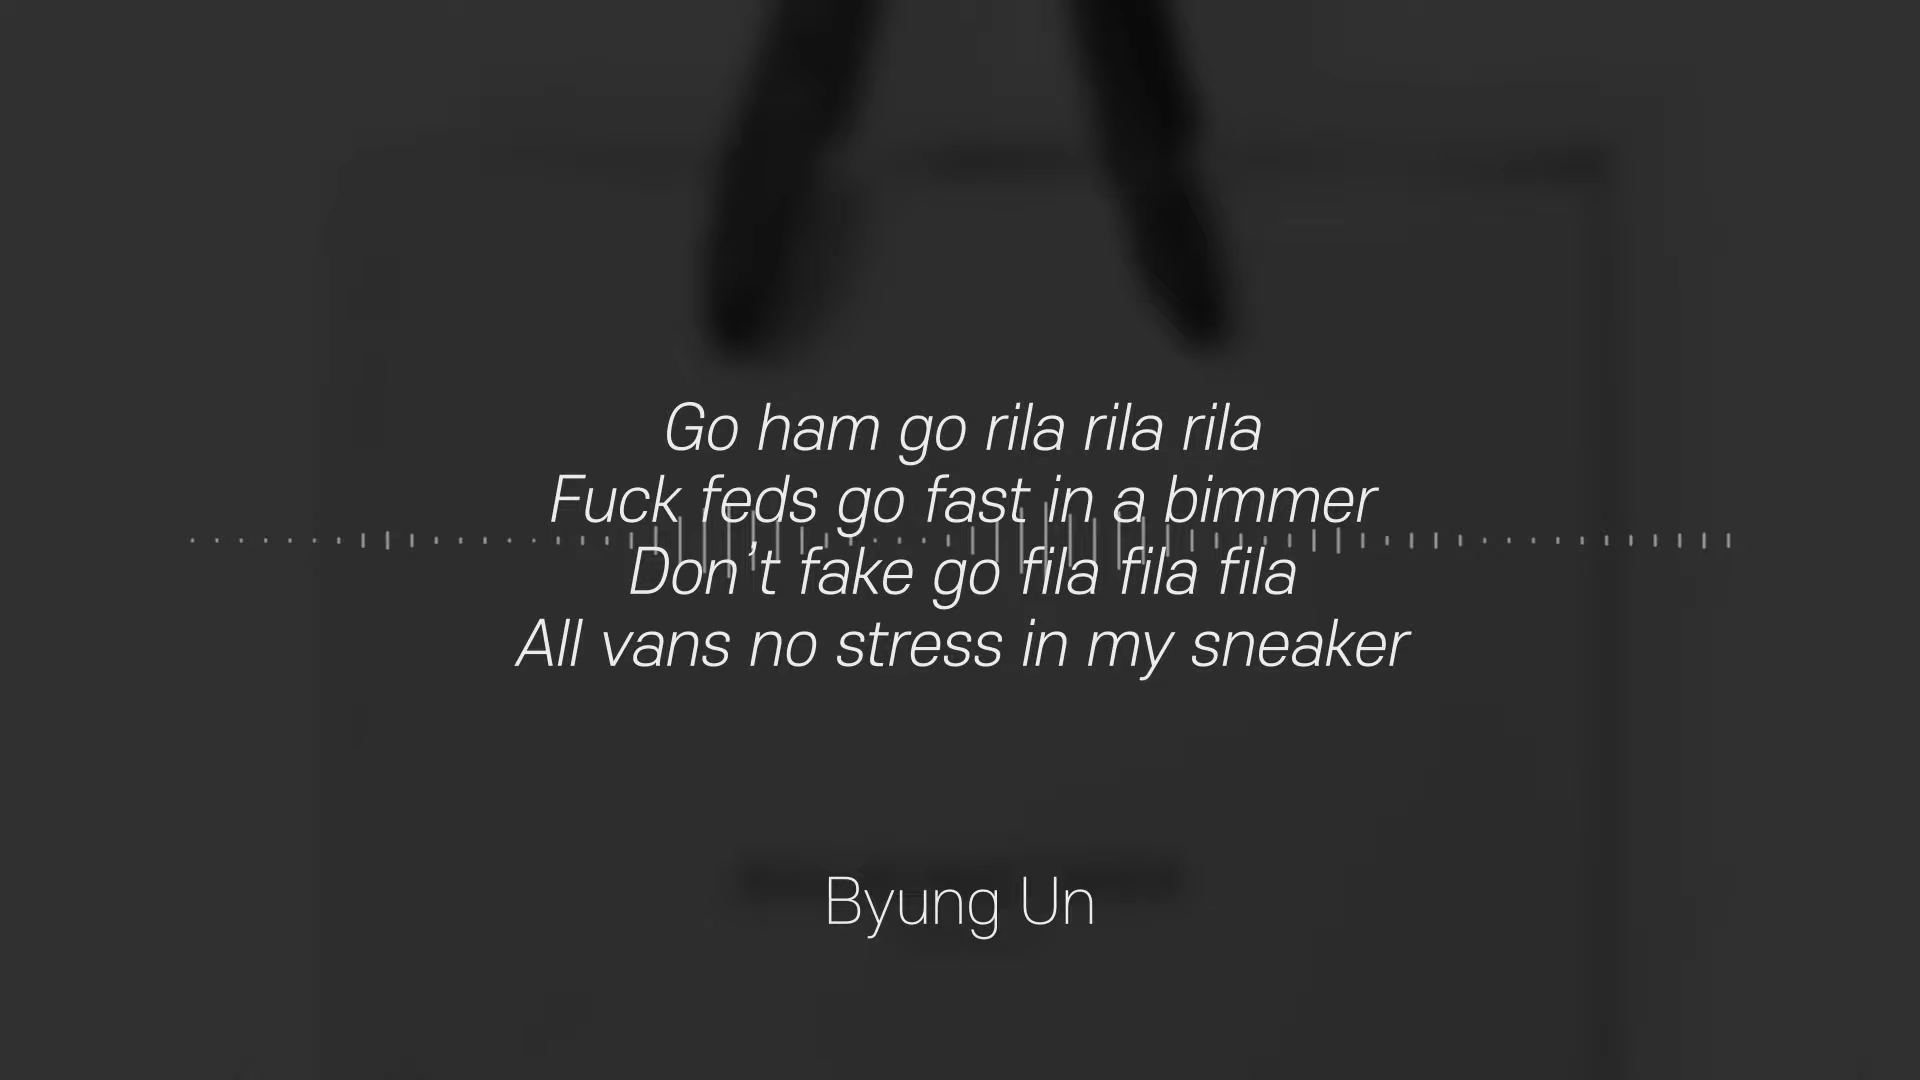 Go ham go rila rila rila
Fuck feds go fast in a bimmer
Don't fake go fila fila fila
All vans no stress in my sneaker
Byung Un